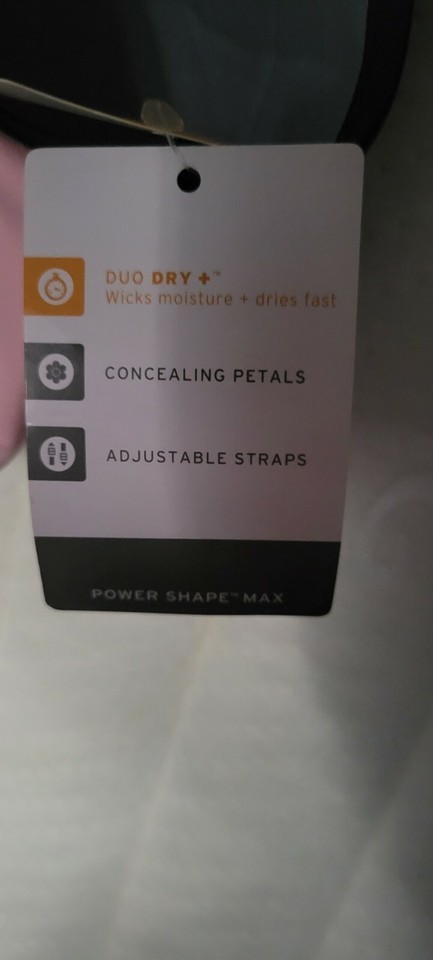 DUO DRY +™
Wicks moisture + dries fast
CONCEALING PETALS
ADJUSTABLE STRAPS
POWER SHAPE™ MAX